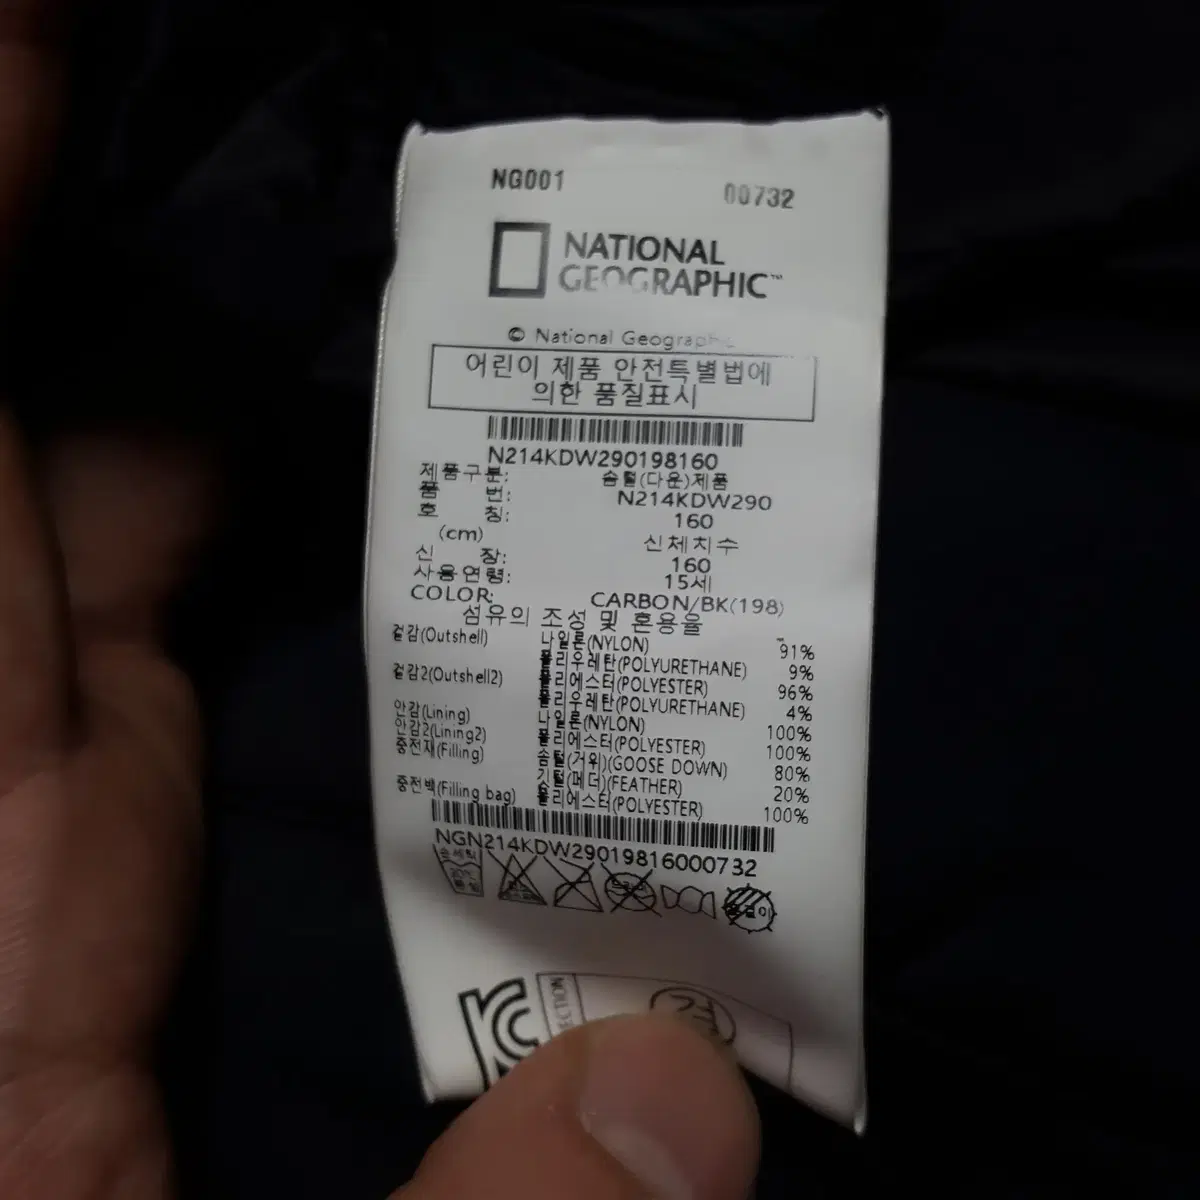 NG001 00732
NATIONAL
GEOGRAPHIC™
© National Geographic
어린이 제품 안전특별법에
의한 품질표시
N214KDW290198160
제품구분: 솜털(다운)제품
품 번: N214KDW290
호 칭: 160
(cm) 신체치수
신 장: 160
사용연령: 15세
COLOR: CARBON/BK(198)
섬유의 조성 및 혼용율
겉감(Outshell) 나일론(NYLON) 91%
폴리우레탄(POLYURETHANE) 9%
겉감2(Outshell2) 폴리에스터(POLYESTER) 96%
폴리우레탄(POLYURETHANE) 4%
안감(Lining) 나일론(NYLON) 100%
안감2(Lining2) 폴리에스터(POLYESTER) 100%
충전재(Filling) 솜털(거위)(GOOSE DOWN) 80%
깃털(페더)(FEATHER) 20%
충전백(Filling bag) 폴리에스터(POLYESTER) 100%
NGN214KDW29019816000732
손세탁
옷걸이